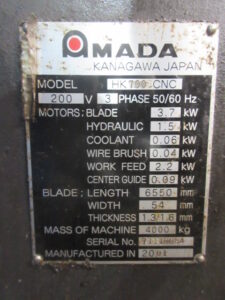 AMADA
KANAGAWA JAPAN
MODEL HK700 CNC
200 V 3 PHASE 50/60 Hz
MOTORS: BLADE 3.7 kW
HYDRAULIC 1.5 kW
COOLANT 0.06 kW
WIRE BRUSH 0.04 kW
WORK FEED 2.2 kW
CENTER GUIDE 0.09 kW
BLADE: LENGTH 6550 mm
WIDTH 54 mm
THICKNESS 1.3/1.6 mm
MASS OF MACHINE 4000 kg
SERIAL No.
MANUFACTURED IN 2001